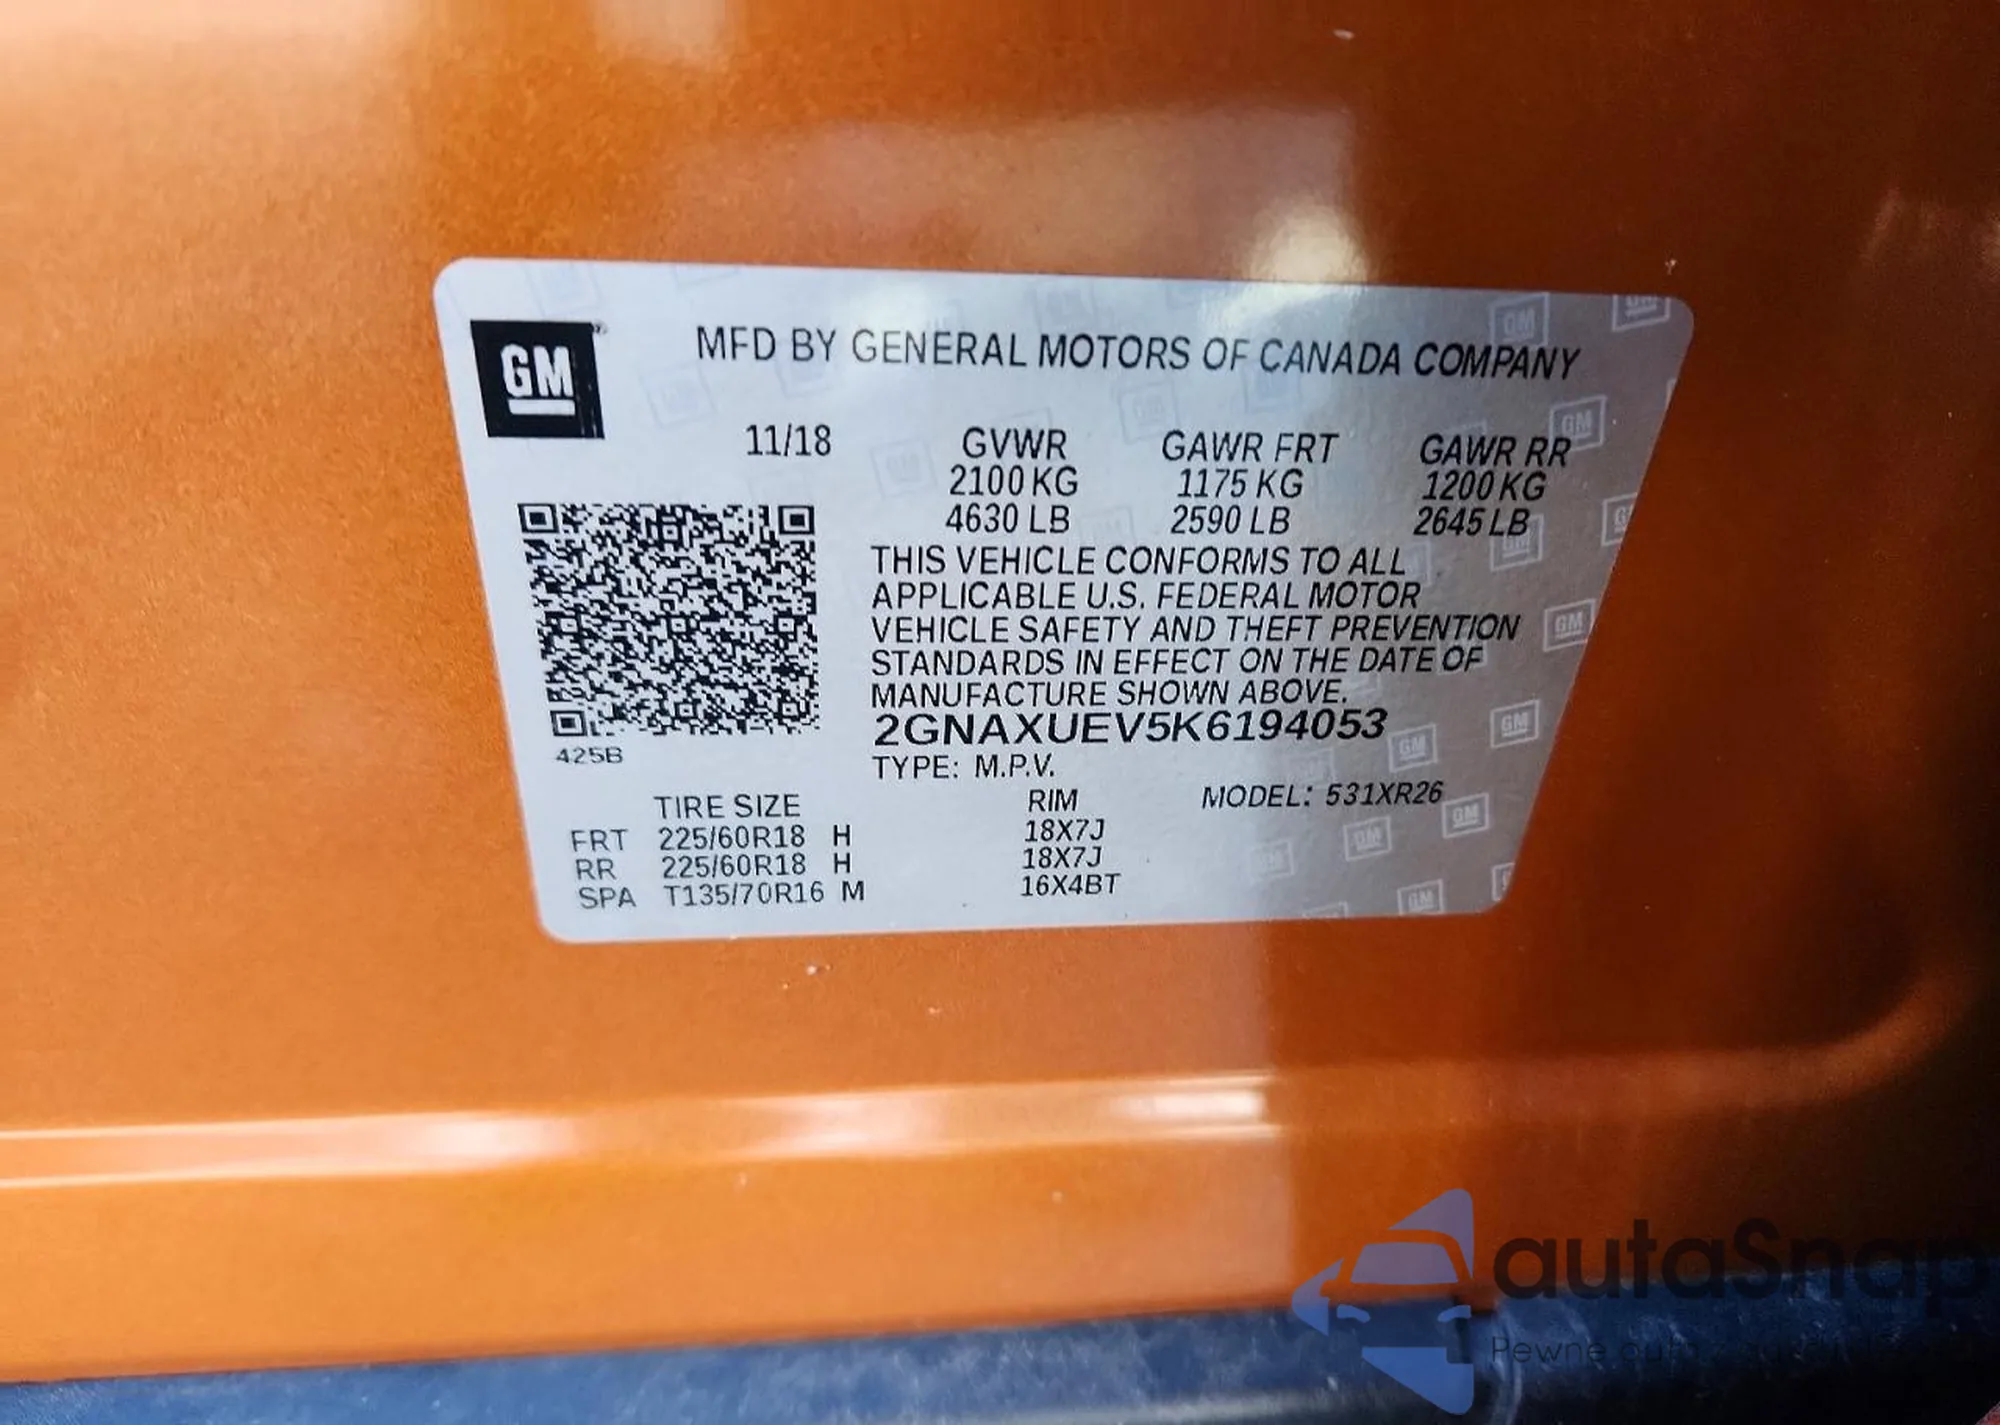 GM
MFD BY GENERAL MOTORS OF CANADA COMPANY
11/18 GVWR GAWR FRT GAWR RR
2100 KG 1175 KG 1200 KG
4630 LB 2590 LB 2645 LB
THIS VEHICLE CONFORMS TO ALL
APPLICABLE U.S. FEDERAL MOTOR
VEHICLE SAFETY AND THEFT PREVENTION
STANDARDS IN EFFECT ON THE DATE OF
MANUFACTURE SHOWN ABOVE.
2GNAXUEV5K6194053
425B
TYPE: M.P.V.
MODEL: 531XR26
TIRE SIZE RIM
FRT 225/60R18 H 18X7J
RR 225/60R18 H 18X7J
SPA T135/70R16 M 16X4BT
autaSnap
Pewne auta z